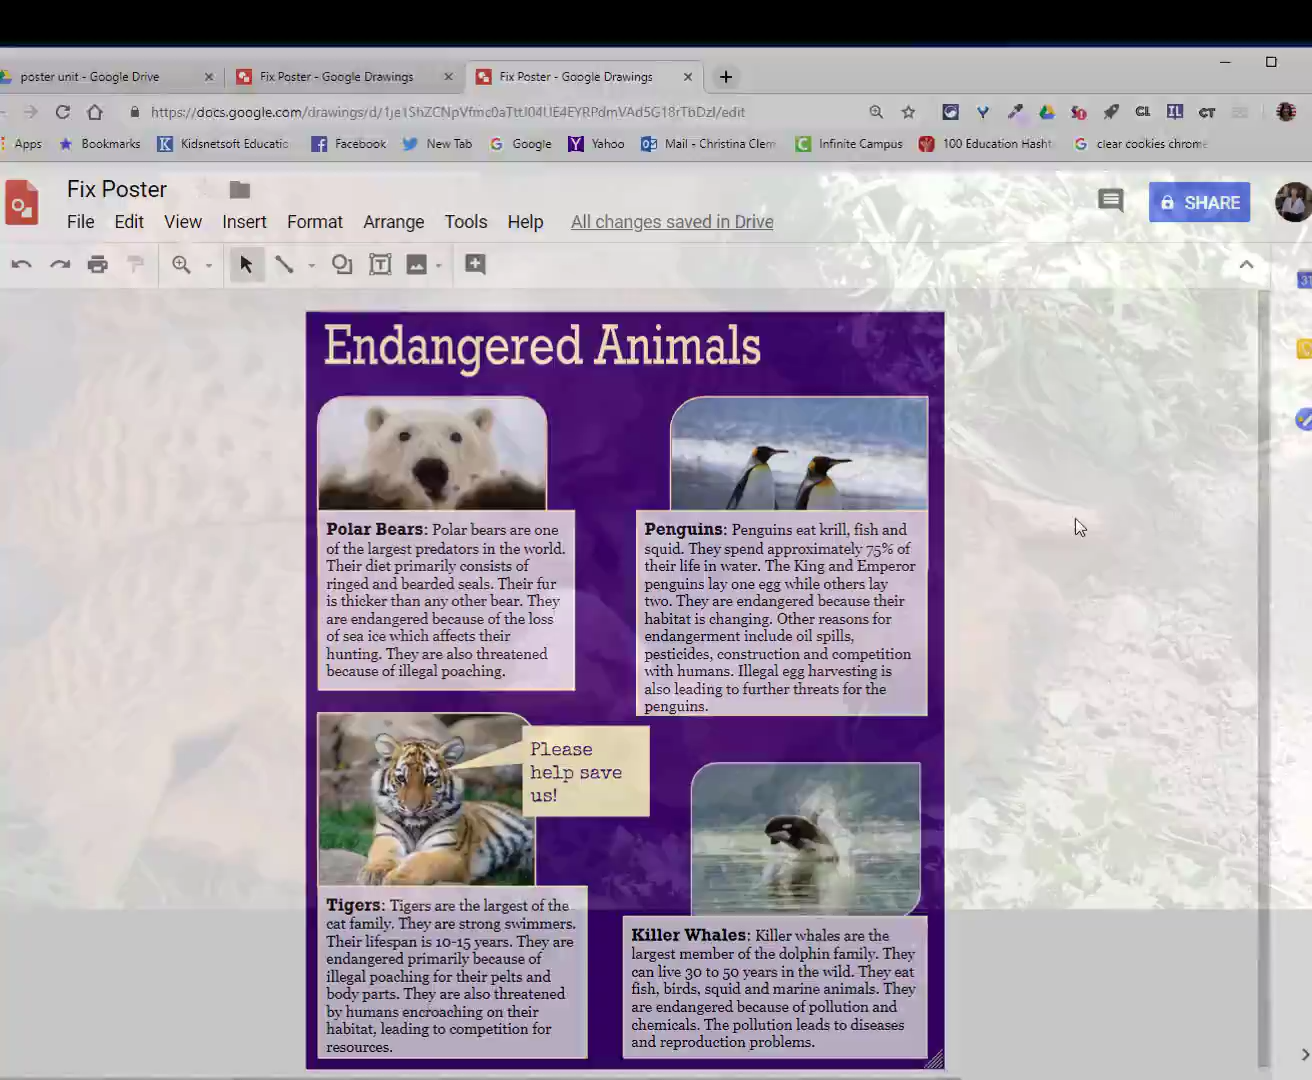 poster unit - Google Drive
Fix Poster - Google Drawings
Fix Poster - Google Drawings
https://docs.google.com/drawings/d/
/edit
Apps
Bookmarks
Kidsnetsoft Educatio
Facebook
New Tab
Google
Yahoo
Mail - Christina Clem
Infinite Campus
100 Education Hasht
clear cookies chrome
Fix Poster
SHARE
File Edit View Insert Format Arrange Tools Help All changes saved in Drive
Endangered Animals
Polar Bears: Polar bears are one
of the largest predators in the world.
Their diet primarily consists of
ringed and bearded seals. Their fur
is thicker than any other bear. They
are endangered because of the loss
of sea ice which affects their
hunting. They are also threatened
because of illegal poaching.
Penguins: Penguins eat krill, fish and
squid. They spend approximately 75% of
their life in water. The King and Emperor
penguins lay one egg while others lay
two. They are endangered because their
habitat is changing. Other reasons for
endangerment include oil spills,
pesticides, construction and competition
with humans. Illegal egg harvesting is
also leading to further threats for the
penguins.
Please
help save
us!
Tigers: Tigers are the largest of the
cat family. They are strong swimmers.
Their lifespan is 10-15 years. They are
endangered primarily because of
illegal poaching for their pelts and
body parts. They are also threatened
by humans encroaching on their
habitat, leading to competition for
resources.
Killer Whales: Killer whales are the
largest member of the dolphin family. They
can live 30 to 50 years in the wild. They eat
fish, birds, squid and marine animals. They
are endangered because of pollution and
chemicals. The pollution leads to diseases
and reproduction problems.